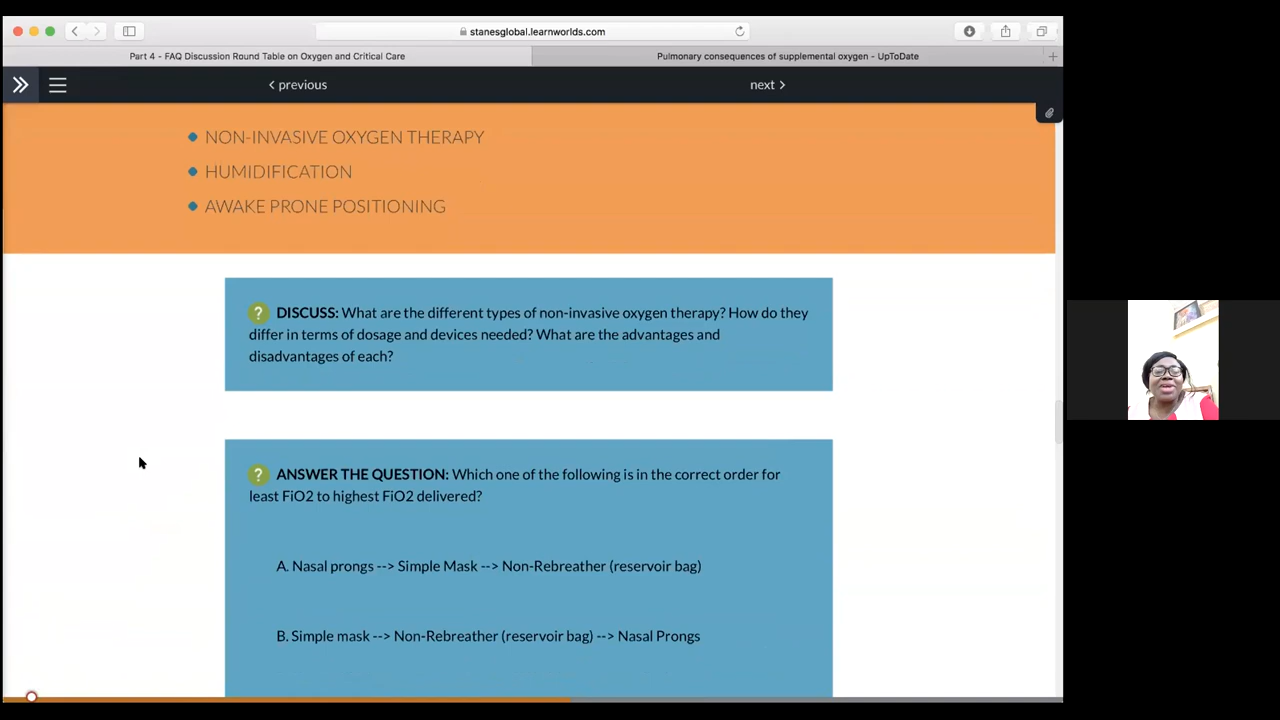 stanesglobal.learnworlds.com
Part 4 - FAQ Discussion Round Table on Oxygen and Critical Care
Pulmonary consequences of supplemental oxygen - UpToDate
previous
next
NON-INVASIVE OXYGEN THERAPY
HUMIDIFICATION
AWAKE PRONE POSITIONING
? DISCUSS: What are the different types of non-invasive oxygen therapy? How do they
differ in terms of dosage and devices needed? What are the advantages and
disadvantages of each?
? ANSWER THE QUESTION: Which one of the following is in the correct order for
least FiO2 to highest FiO2 delivered?
A. Nasal prongs --> Simple Mask --> Non-Rebreather (reservoir bag)
B. Simple mask --> Non-Rebreather (reservoir bag) --> Nasal Prongs